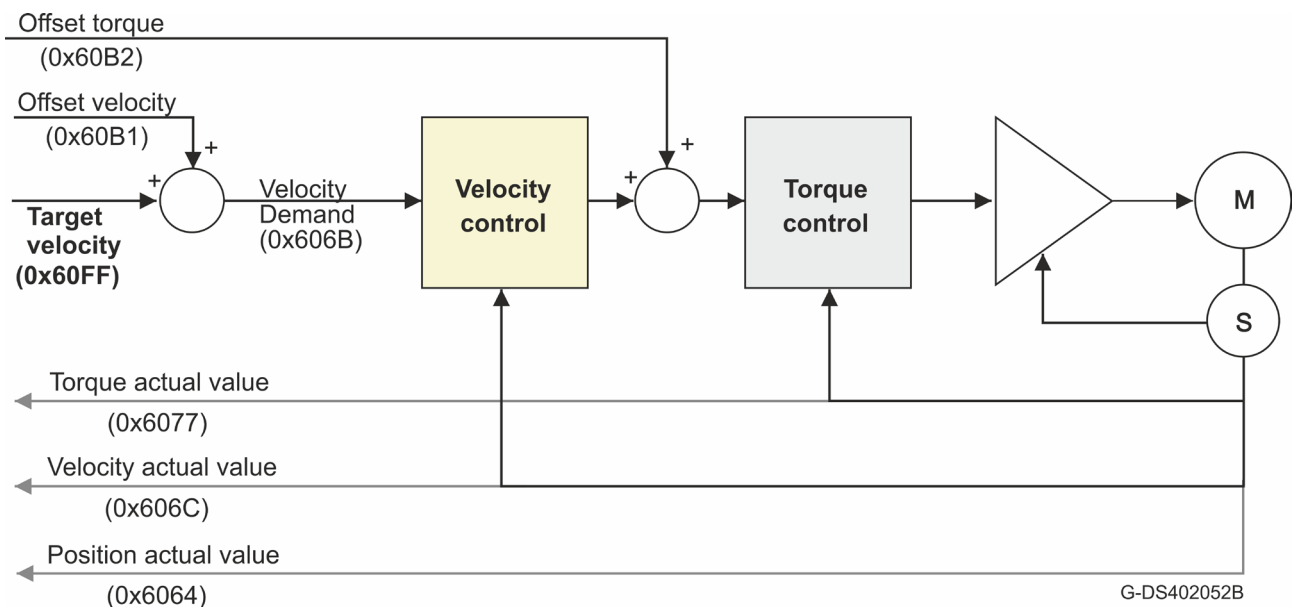 Offset torque
(0x60B2)
Offset velocity
(0x60B1)
+
+
+
+
Target
velocity
(0x60FF)
Velocity
Demand
(0x606B)
Velocity
control
Torque
control
M
S
Torque actual value
(0x6077)
Velocity actual value
(0x606C)
Position actual value
(0x6064)
G-DS402052B